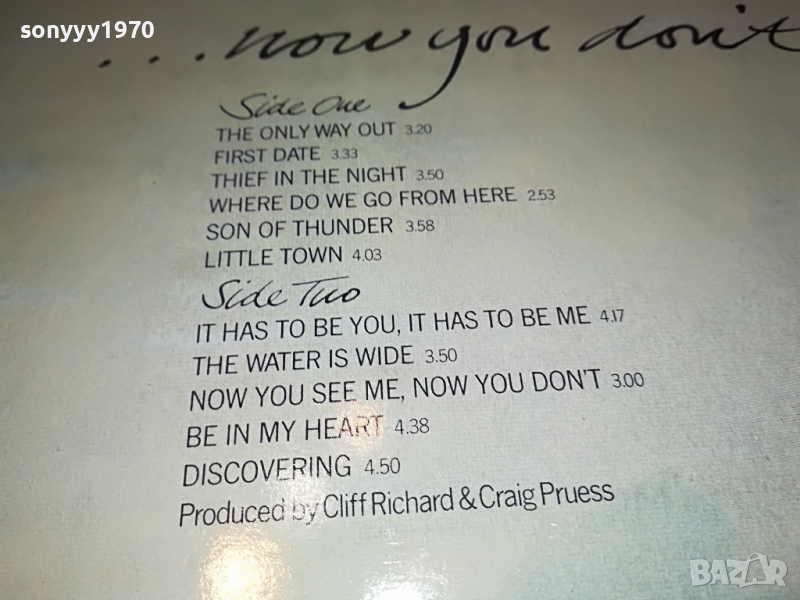 sonyyy1970
...now you don't
Side One
THE ONLY WAY OUT 3.20
FIRST DATE 3.33
THIEF IN THE NIGHT 3.50
WHERE DO WE GO FROM HERE 2.53
SON OF THUNDER 3.58
LITTLE TOWN 4.03
Side Two
IT HAS TO BE YOU, IT HAS TO BE ME 4.17
THE WATER IS WIDE 3.50
NOW YOU SEE ME, NOW YOU DON'T 3.00
BE IN MY HEART 4.38
DISCOVERING 4.50
Produced by Cliff Richard & Craig Pruess
BAZAR